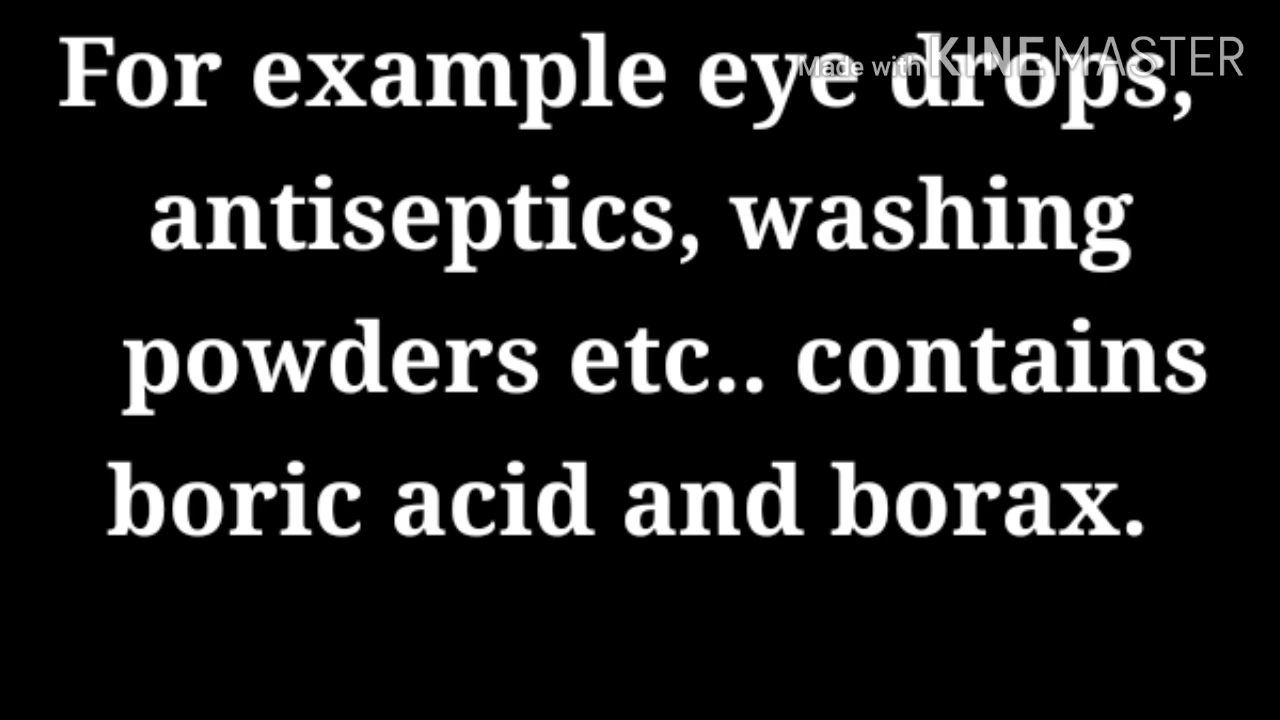 Made with KINEMASTER
For example eye drops,
antiseptics, washing
powders etc.. contains
boric acid and borax.